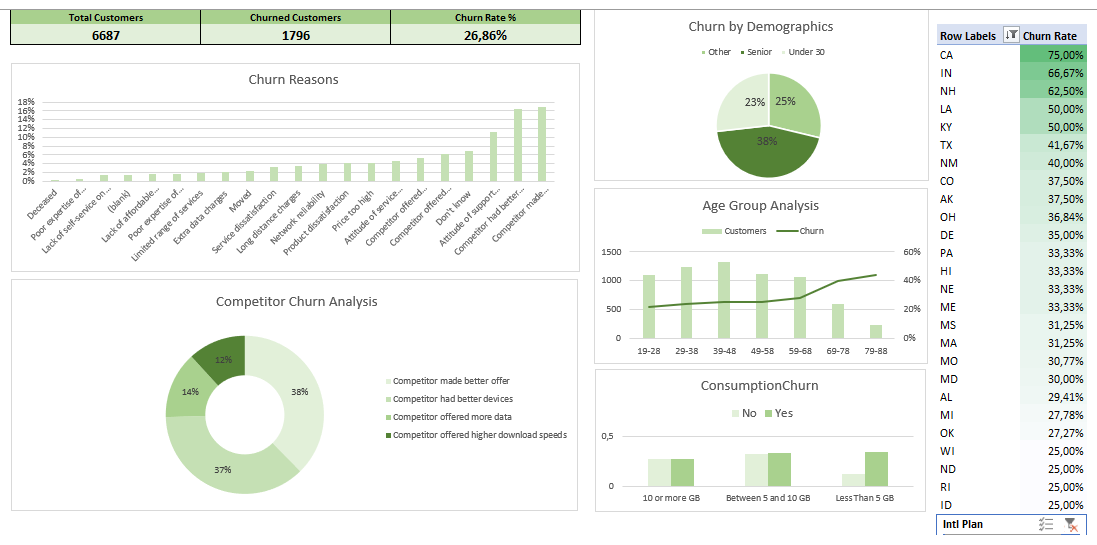 Total Customers Churned Customers Churn Rate %
6687 1796 26,86%
Churn Reasons
18%
16%
14%
12%
10%
8%
6%
4%
2%
0%
Deceased
Poor expertise of...
Lack of self-service on...
(blank)
Lack of affordable...
Poor expertise of...
Limited range of services
Extra data charges
Moved
Service dissatisfaction
Long distance charges
Network reliability
Product dissatisfaction
Price too high
Attitude of service...
Competitor offered...
Competitor offered...
Don't know
Attitude of support...
Competitor had better...
Competitor made...
Competitor Churn Analysis
12%
14%
38%
37%
Competitor made better offer
Competitor had better devices
Competitor offered more data
Competitor offered higher download speeds
Churn by Demographics
Other Senior Under 30
23% 25%
38%
Age Group Analysis
Customers Churn
1500 60%
1000 40%
500 20%
0 0%
19-28 29-38 39-48 49-58 59-68 69-78 79-88
ConsumptionChurn
No Yes
0,5
0
10 or more GB Between 5 and 10 GB Less Than 5 GB
Row Labels Churn Rate
CA 75,00%
IN 66,67%
NH 62,50%
LA 50,00%
KY 50,00%
TX 41,67%
NM 40,00%
CO 37,50%
AK 37,50%
OH 36,84%
DE 35,00%
PA 33,33%
HI 33,33%
NE 33,33%
ME 33,33%
MS 31,25%
MA 31,25%
MO 30,77%
MD 30,00%
AL 29,41%
MI 27,78%
OK 27,27%
WI 25,00%
ND 25,00%
RI 25,00%
ID 25,00%
Intl Plan